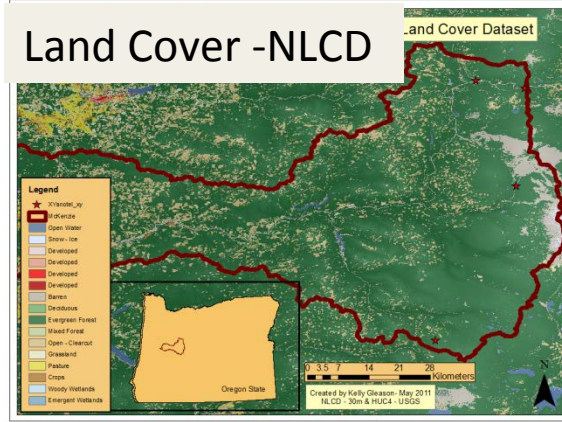 Land Cover -NLCD
Land Cover Dataset
Legend
XYsnotel_xy
McKenzie
Open Water
Snow - Ice
Developed
Developed
Developed
Developed
Barren
Deciduous
Evergreen Forest
Mixed Forest
Open - Clearcut
Grassland
Pasture
Crops
Woody Wetlands
Emergent Wetlands
Oregon State
0 3.5 7 14 21 28
Kilometers
N
Created by Kelly Gleason- May 2011
NLCD - 30m & HUC4 - USGS